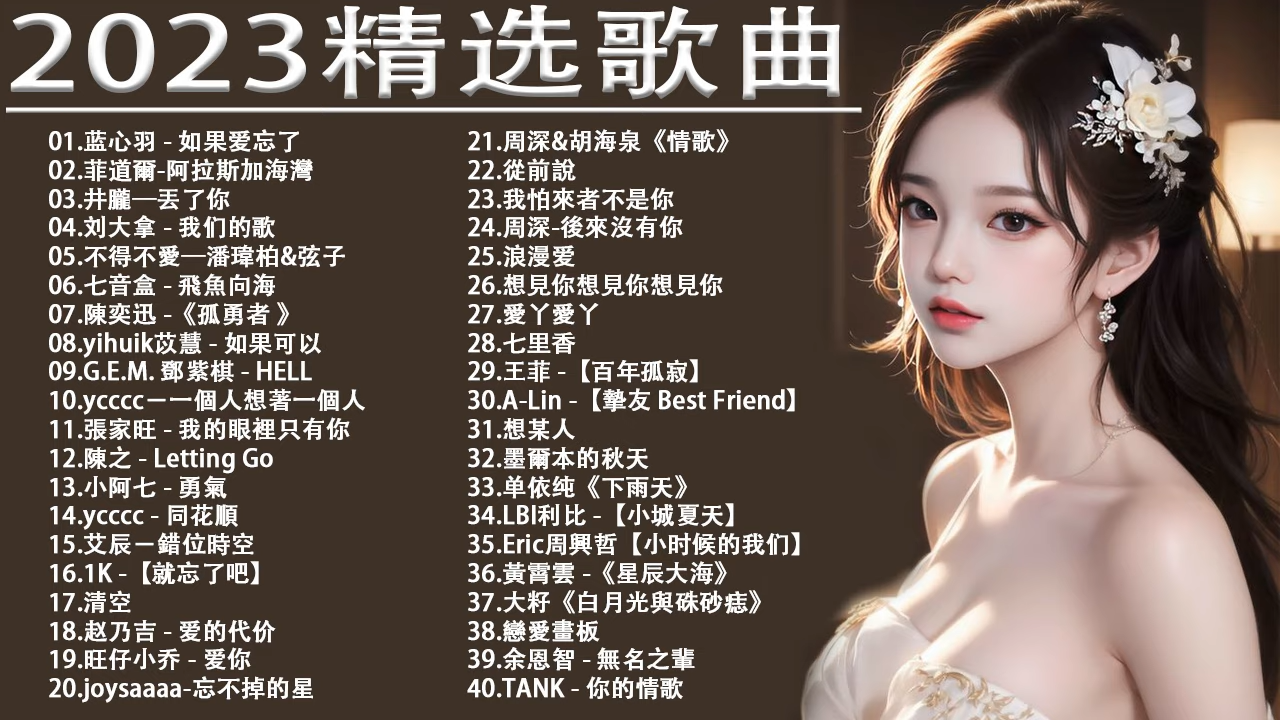 2023精选歌曲
01.蓝心羽 - 如果爱忘了
02.菲道爾-阿拉斯加海灣
03.井朧—丟了你
04.刘大拿 - 我们的歌
05.不得不愛—潘瑋柏&弦子
06.七音盒 - 飛魚向海
07.陳奕迅 -《孤勇者 》
08.yihuik苡慧 - 如果可以
09.G.E.M. 鄧紫棋 - HELL
10.ycccc－一個人想著一個人
11.張家旺 - 我的眼裡只有你
12.陳之 - Letting Go
13.小阿七 - 勇氣
14.ycccc - 同花順
15.艾辰－錯位時空
16.1K -【就忘了吧】
17.清空
18.赵乃吉 - 爱的代价
19.旺仔小乔 - 爱你
20.joysaaaa-忘不掉的星
21.周深&胡海泉《情歌》
22.從前說
23.我怕來者不是你
24.周深-後來沒有你
25.浪漫爱
26.想見你想見你想見你
27.愛丫愛丫
28.七里香
29.王菲 -【百年孤寂】
30.A-Lin -【摯友 Best Friend】
31.想某人
32.墨爾本的秋天
33.单依纯《下雨天》
34.LBI利比 -【小城夏天】
35.Eric周興哲【小时候的我们】
36.黃霄雲 -《星辰大海》
37.大籽《白月光與硃砂痣》
38.戀愛畫板
39.余恩智 - 無名之輩
40.TANK - 你的情歌